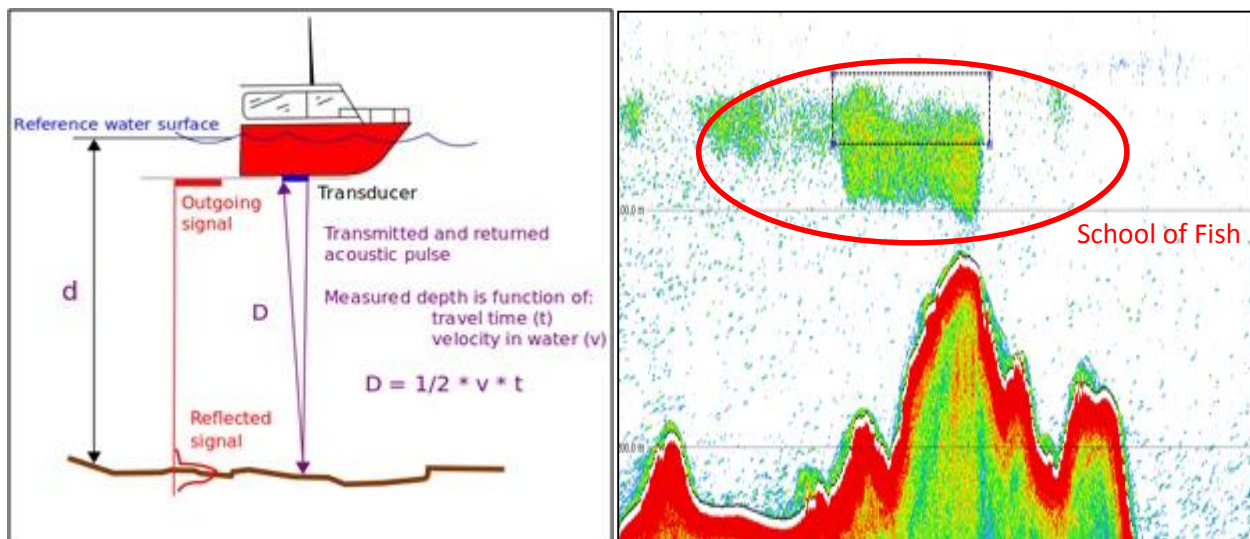 Reference water surface
Transducer
Outgoing
signal
Transmitted and returned
acoustic pulse
d
D
Measured depth is function of:
travel time (t)
velocity in water (v)
D = 1/2 * v * t
Reflected
signal
School of Fish